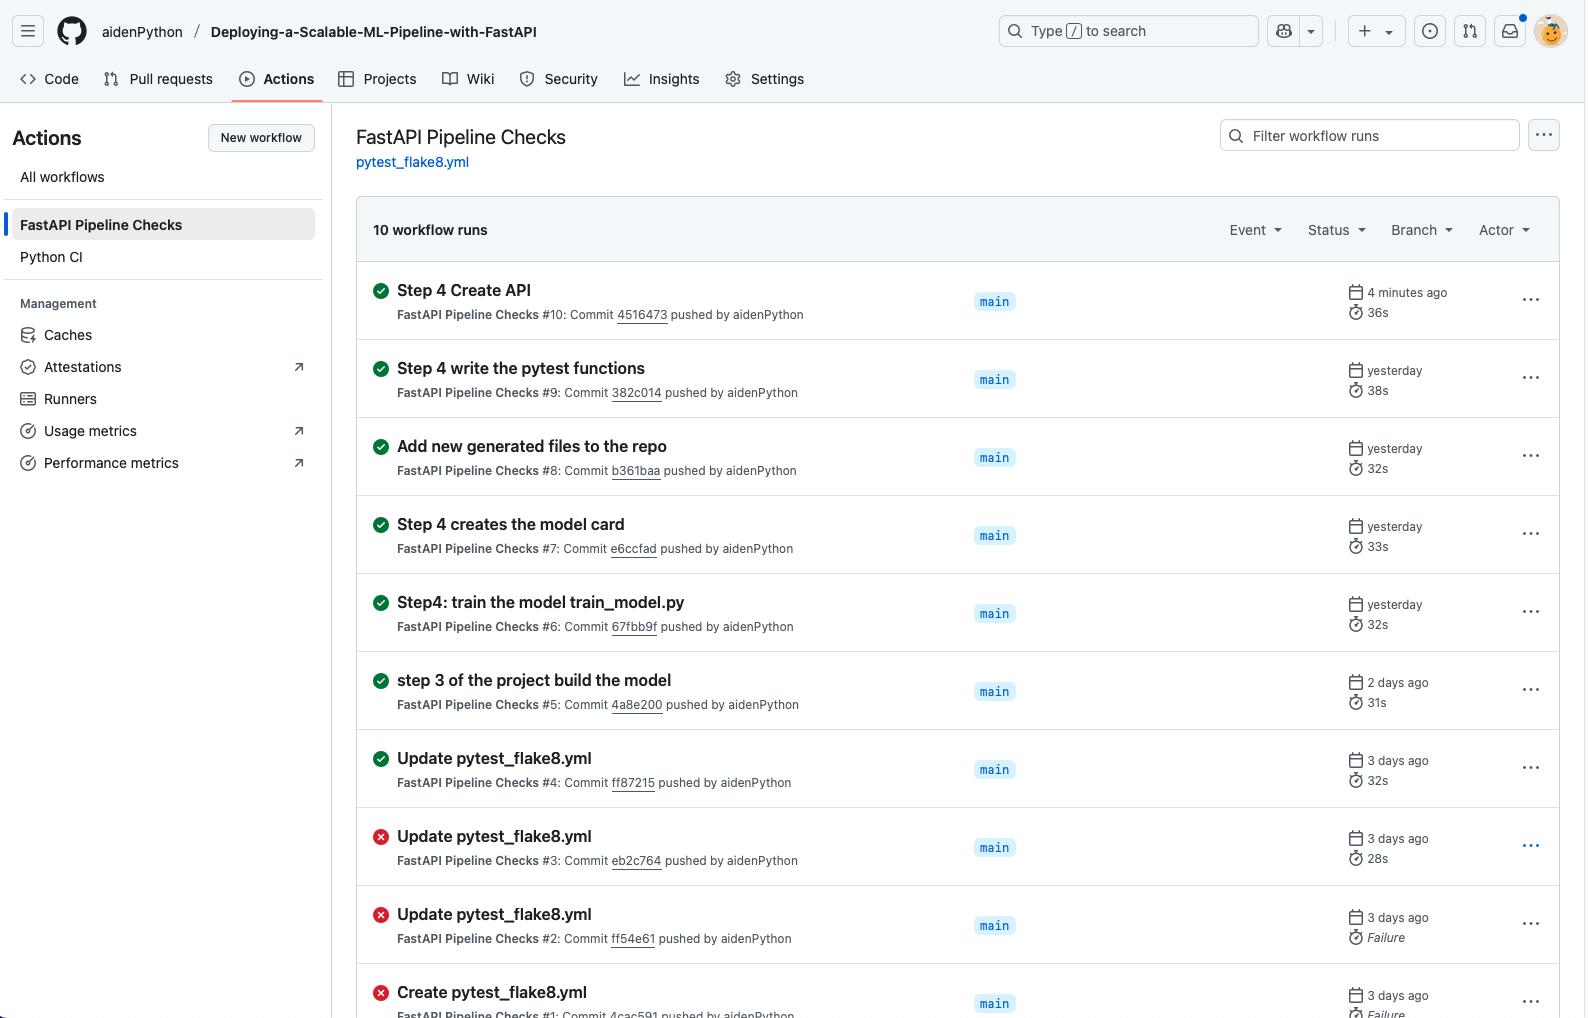 aidenPython / Deploying-a-Scalable-ML-Pipeline-with-FastAPI
Type / to search
Code
Pull requests
Actions
Projects
Wiki
Security
Insights
Settings
Actions
New workflow
All workflows
FastAPI Pipeline Checks
Python CI
Management
Caches
Attestations
Runners
Usage metrics
Performance metrics
FastAPI Pipeline Checks
pytest_flake8.yml
Filter workflow runs
10 workflow runs
Event
Status
Branch
Actor
Step 4 Create API
FastAPI Pipeline Checks #10: Commit 4516473 pushed by aidenPython
main
4 minutes ago
36s
Step 4 write the pytest functions
FastAPI Pipeline Checks #9: Commit 382c014 pushed by aidenPython
main
yesterday
38s
Add new generated files to the repo
FastAPI Pipeline Checks #8: Commit b361baa pushed by aidenPython
main
yesterday
32s
Step 4 creates the model card
FastAPI Pipeline Checks #7: Commit e6ccfad pushed by aidenPython
main
yesterday
33s
Step4: train the model train_model.py
FastAPI Pipeline Checks #6: Commit 67fbb9f pushed by aidenPython
main
yesterday
32s
step 3 of the project build the model
FastAPI Pipeline Checks #5: Commit 4a8e200 pushed by aidenPython
main
2 days ago
31s
Update pytest_flake8.yml
FastAPI Pipeline Checks #4: Commit ff87215 pushed by aidenPython
main
3 days ago
32s
Update pytest_flake8.yml
FastAPI Pipeline Checks #3: Commit eb2c764 pushed by aidenPython
main
3 days ago
28s
Update pytest_flake8.yml
FastAPI Pipeline Checks #2: Commit ff54e61 pushed by aidenPython
main
3 days ago
Failure
Create pytest_flake8.yml
FastAPI Pipeline Checks #1: Commit 4cac591 pushed by aidenPython
main
3 days ago
Failure